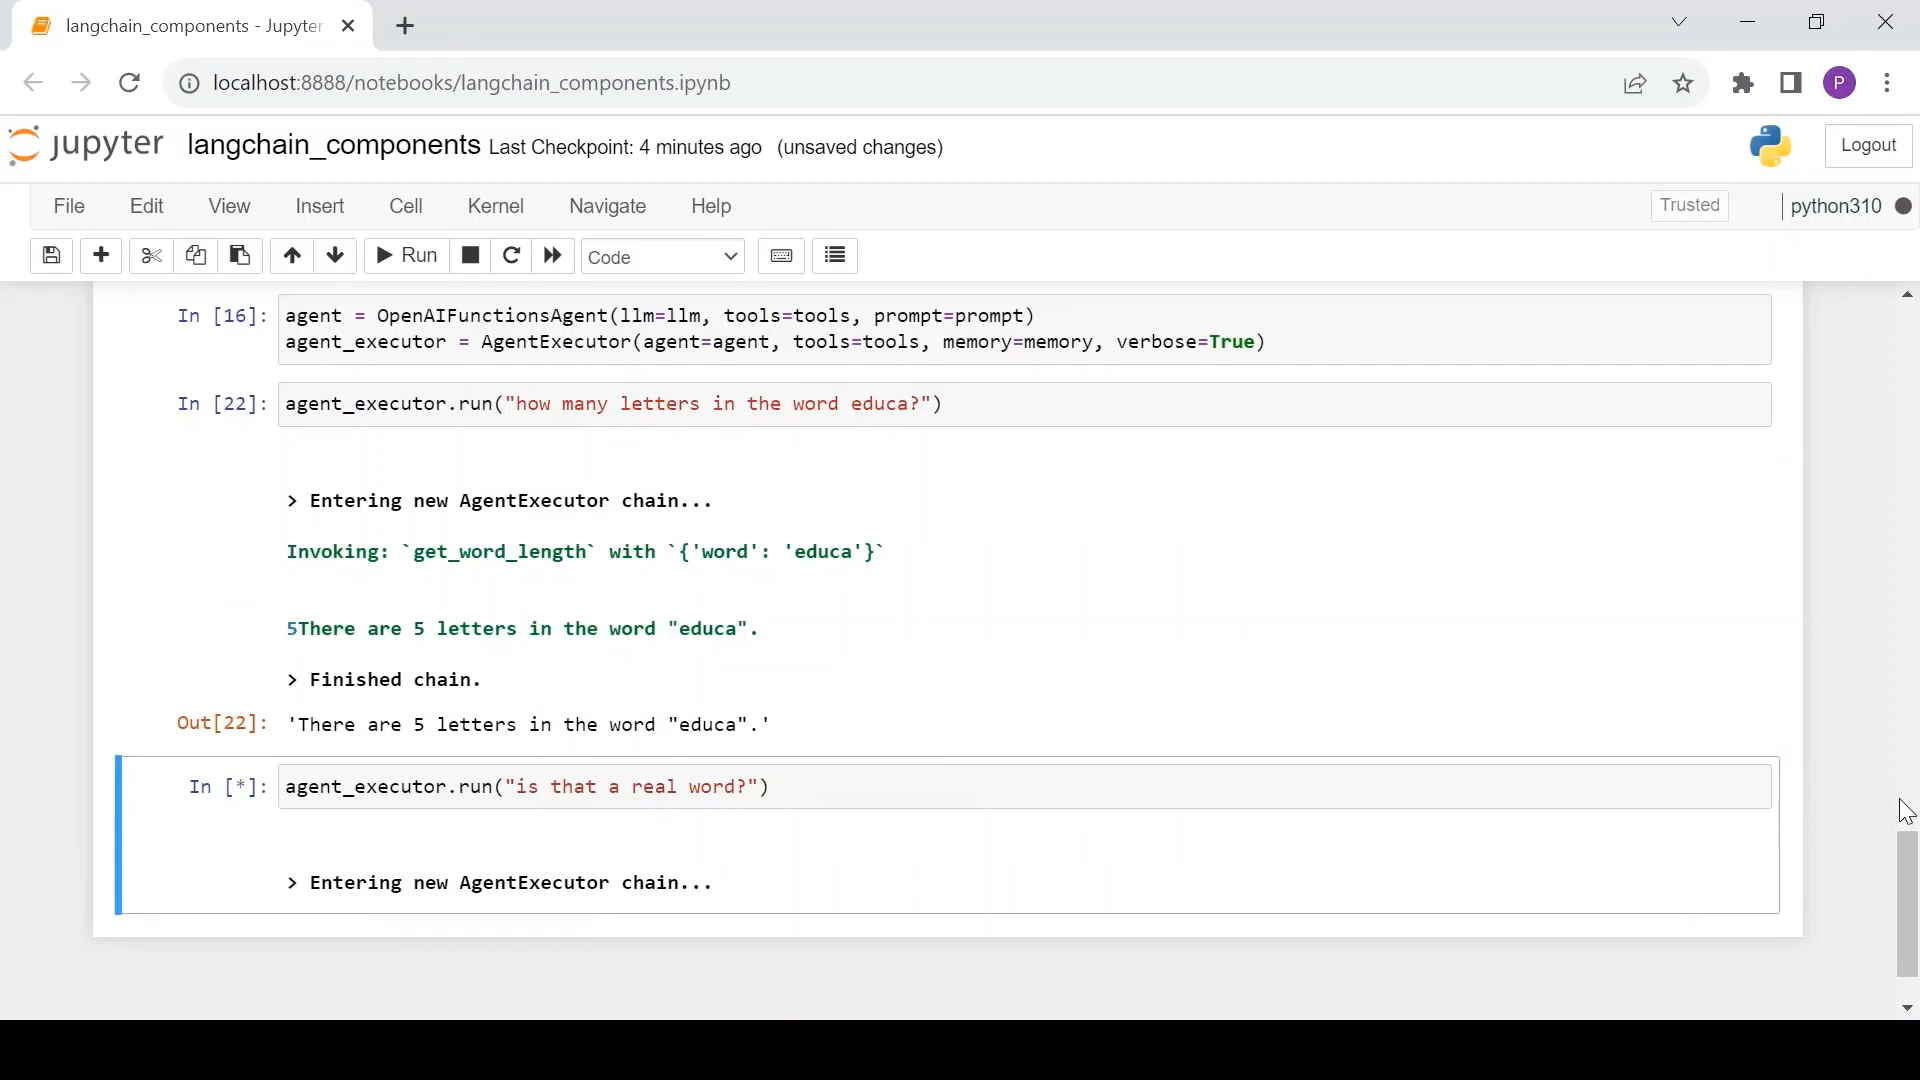 langchain_components - Jupyter
localhost:8888/notebooks/langchain_components.ipynb
P
jupyter langchain_components Last Checkpoint: 4 minutes ago (unsaved changes)
Logout
File Edit View Insert Cell Kernel Navigate Help
Trusted
python310
Run
Code
In [16]: agent = OpenAIFunctionsAgent(llm=llm, tools=tools, prompt=prompt)
agent_executor = AgentExecutor(agent=agent, tools=tools, memory=memory, verbose=True)
In [22]: agent_executor.run("how many letters in the word educa?")
> Entering new AgentExecutor chain...
Invoking: `get_word_length` with `{'word': 'educa'}`
5There are 5 letters in the word "educa".
> Finished chain.
Out[22]: 'There are 5 letters in the word "educa".'
In [*]: agent_executor.run("is that a real word?")
> Entering new AgentExecutor chain...